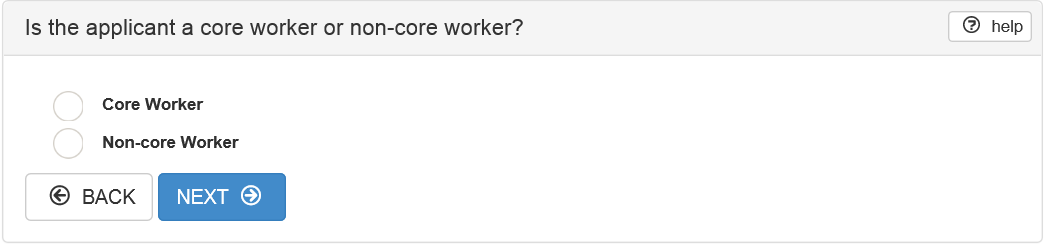 Is the applicant a core worker or non-core worker?
help
Core Worker
Non-core Worker
BACK
NEXT